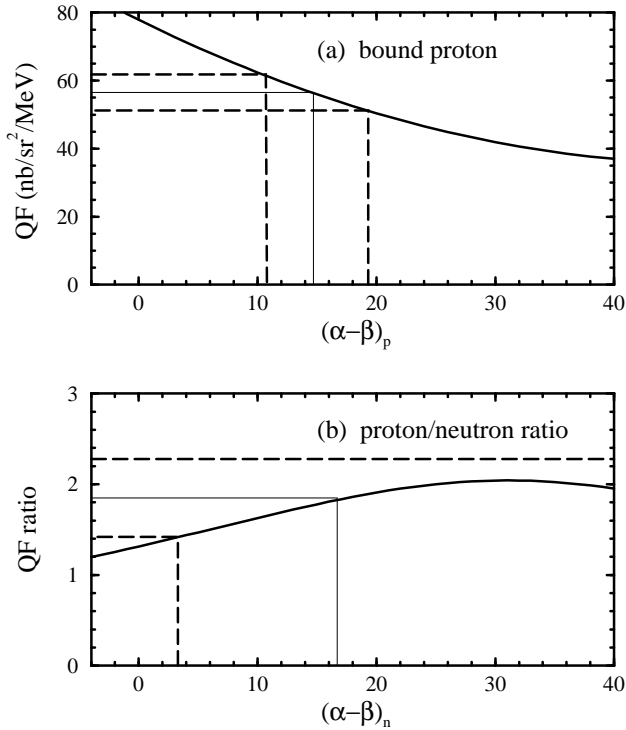 80
60
40
20
0
QF (nb/sr²/MeV)
(a) bound proton
0 10 20 30 40
(α−β)ₚ
3
2
1
0
QF ratio
(b) proton/neutron ratio
0 10 20 30 40
(α−β)ₙ